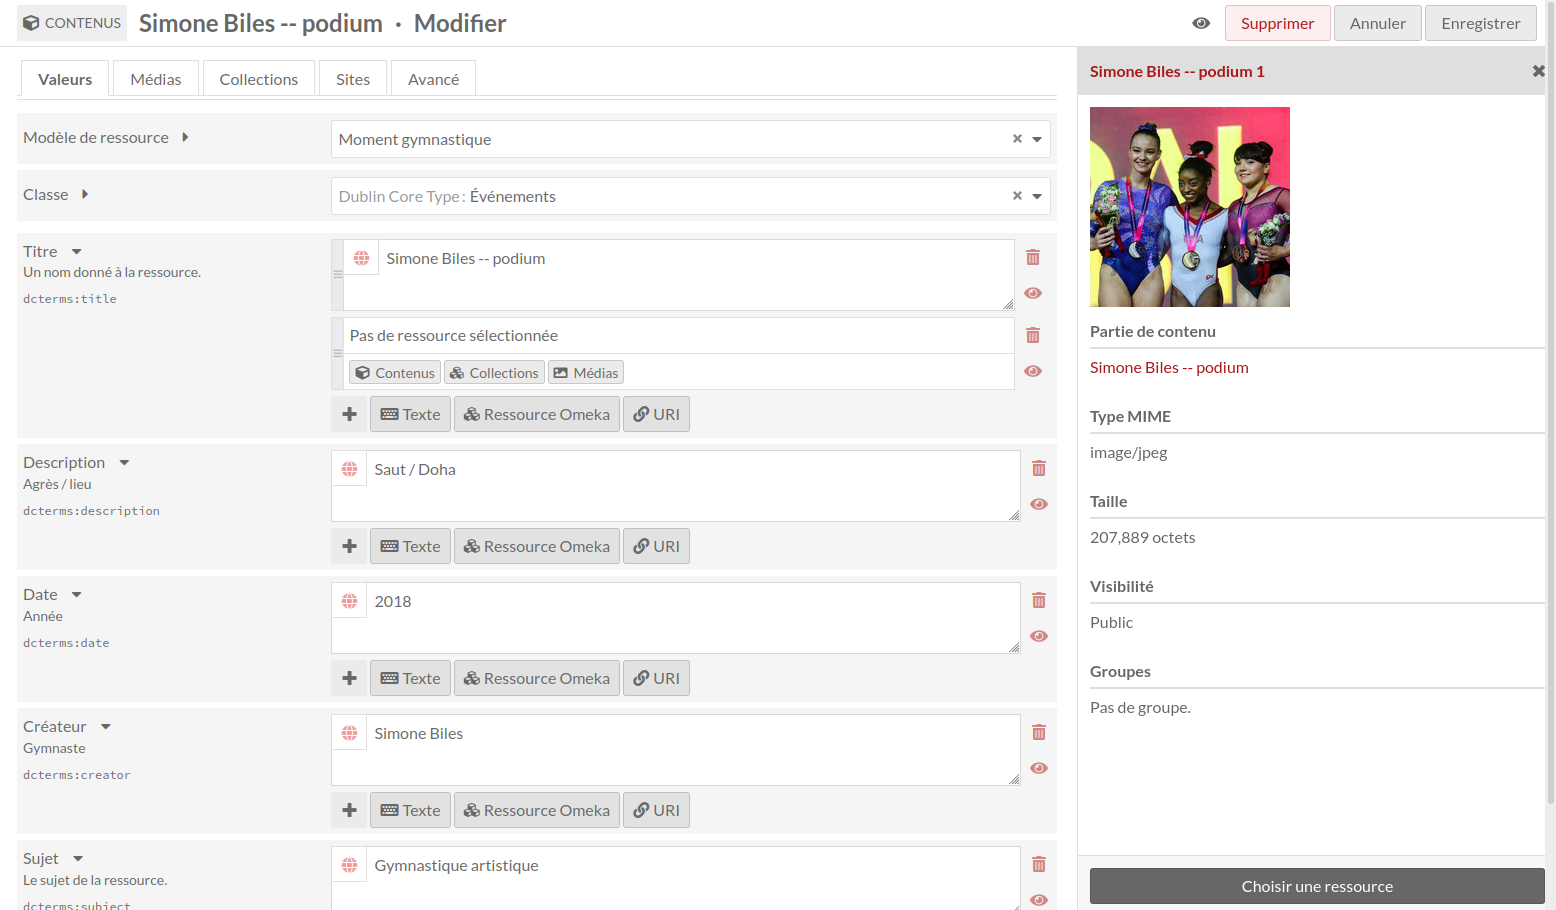 CONTENUS Simone Biles -- podium · Modifier
Supprimer Annuler Enregistrer
Valeurs Médias Collections Sites Avancé
Modèle de ressource
Moment gymnastique
Classe
Dublin Core Type : Événements
Titre
Un nom donné à la ressource.
dcterms:title
Simone Biles -- podium
Pas de ressource sélectionnée
Contenus Collections Médias
Texte Ressource Omeka URI
Description
Agrès / lieu
dcterms:description
Saut / Doha
Texte Ressource Omeka URI
Date
Année
dcterms:date
2018
Texte Ressource Omeka URI
Créateur
Gymnaste
dcterms:creator
Simone Biles
Texte Ressource Omeka URI
Sujet
Le sujet de la ressource.
dcterms:subject
Gymnastique artistique
Simone Biles -- podium 1
Partie de contenu
Simone Biles -- podium
Type MIME
image/jpeg
Taille
207,889 octets
Visibilité
Public
Groupes
Pas de groupe.
Choisir une ressource